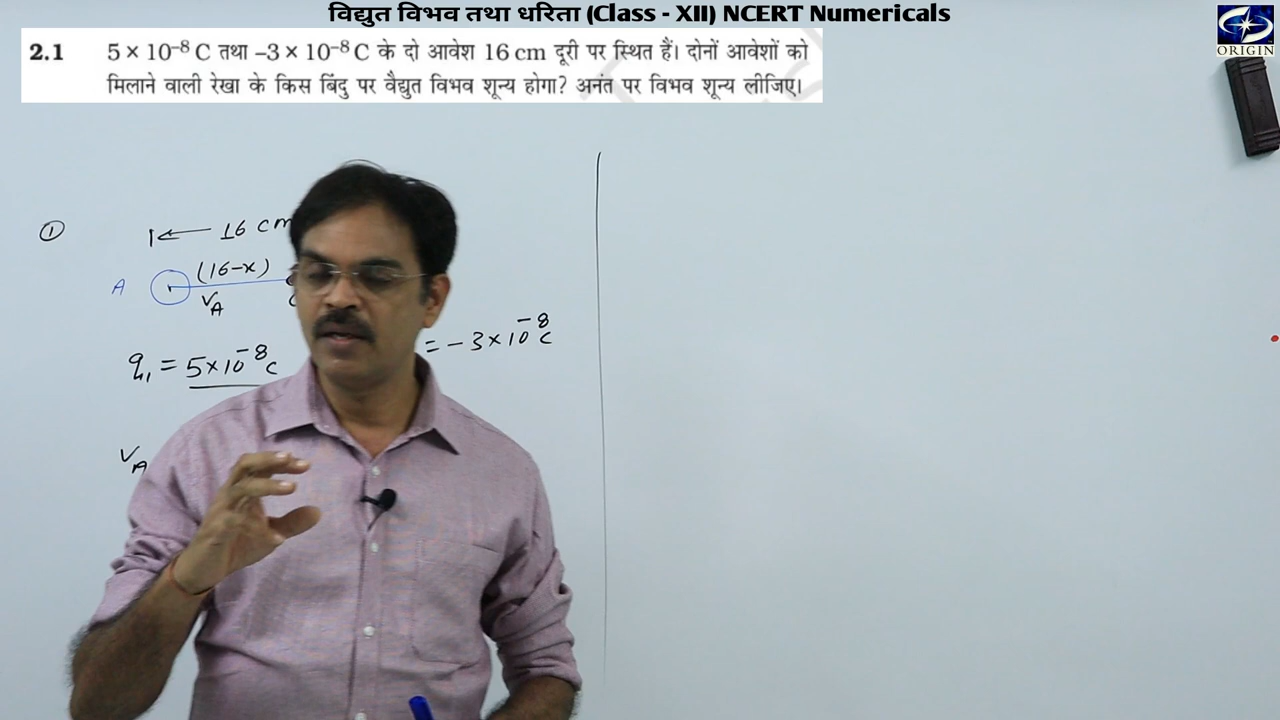 विद्युत विभव तथा धरिता (Class - XII) NCERT Numericals
ORIGIN
2.1 5 × 10⁻⁸ C तथा –3 × 10⁻⁸ C के दो आवेश 16 cm दूरी पर स्थित हैं। दोनों आवेशों को
मिलाने वाली रेखा के किस बिंदु पर वैद्युत विभव शून्य होगा? अनंत पर विभव शून्य लीजिए।
① 16 cm
(16-x)
A
V_A
q₁ = 5×10⁻⁸ C = -3×10⁻⁸ C
V_A